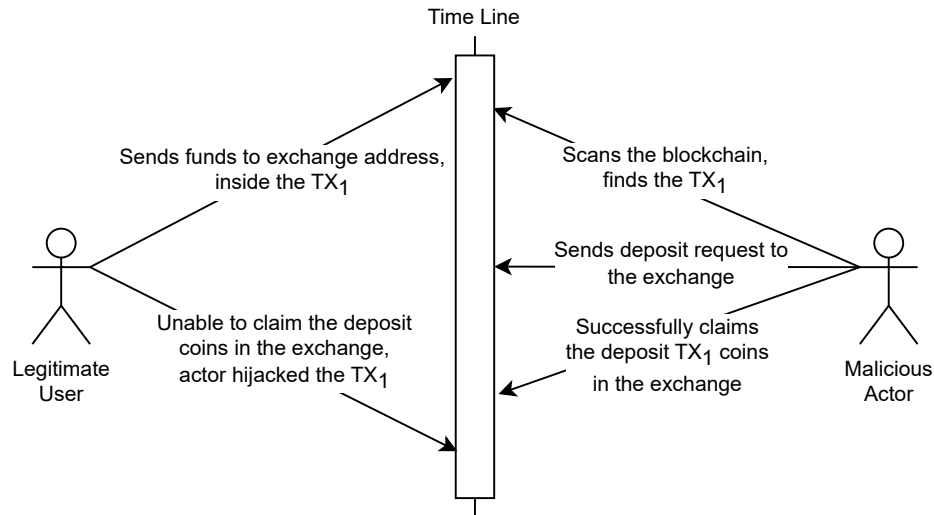 Time Line
Sends funds to exchange address,
inside the TX1
Scans the blockchain,
finds the TX1
Sends deposit request to
the exchange
Unable to claim the deposit
coins in the exchange,
actor hijacked the TX1
Successfully claims
the deposit TX1 coins
in the exchange
Legitimate
User
Malicious
Actor